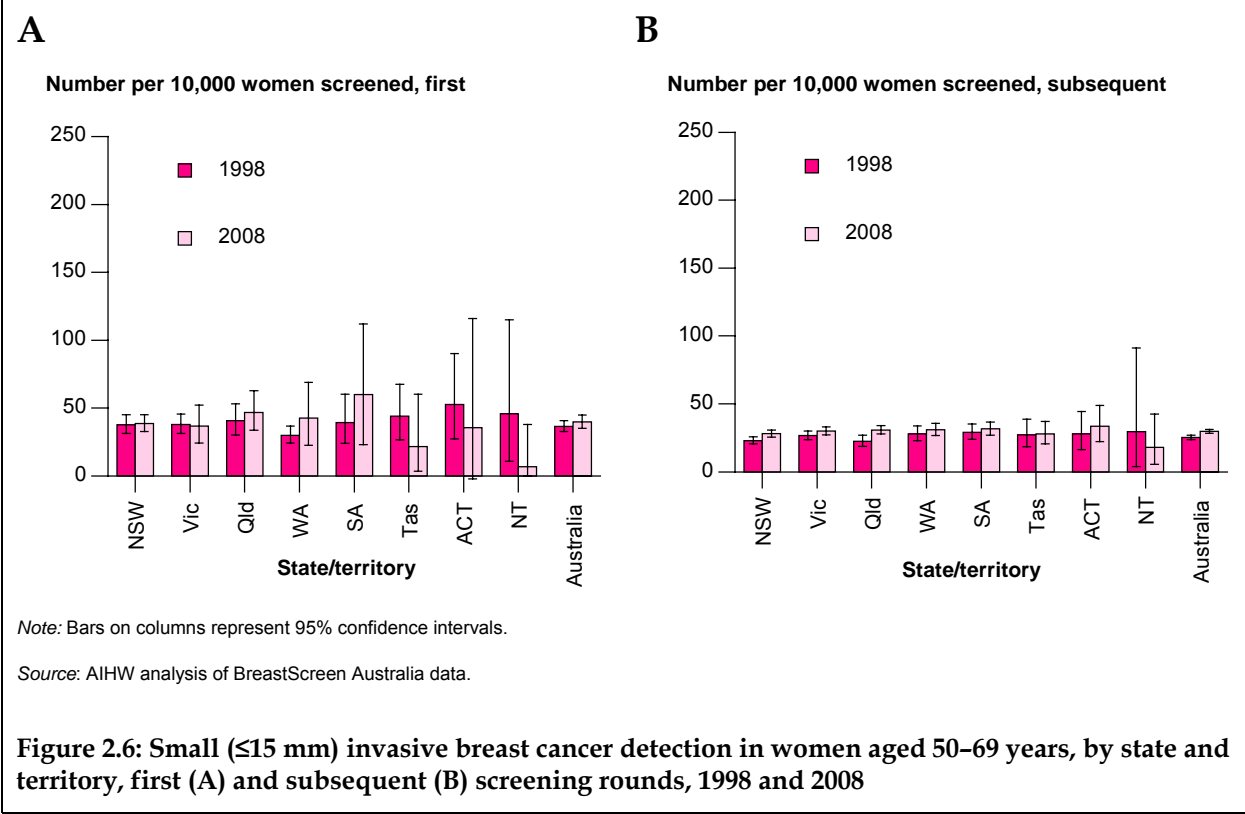 A
Number per 10,000 women screened, first
250
200
150
100
50
0
1998
2008
NSW
Vic
Qld
WA
SA
Tas
ACT
NT
Australia
State/territory
B
Number per 10,000 women screened, subsequent
250
200
150
100
50
0
1998
2008
NSW
Vic
Qld
WA
SA
Tas
ACT
NT
Australia
State/territory
Note: Bars on columns represent 95% confidence intervals.
Source: AIHW analysis of BreastScreen Australia data.
Figure 2.6: Small (≤15 mm) invasive breast cancer detection in women aged 50–69 years, by state and
territory, first (A) and subsequent (B) screening rounds, 1998 and 2008